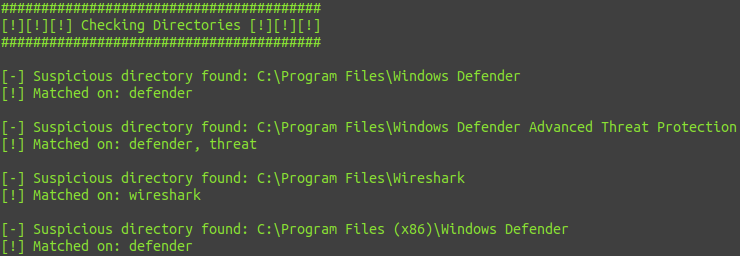 ########################################
[!][!][!] Checking Directories [!][!][!]
########################################
[-] Suspicious directory found: C:\Program Files\Windows Defender
[!] Matched on: defender
[-] Suspicious directory found: C:\Program Files\Windows Defender Advanced Threat Protection
[!] Matched on: defender, threat
[-] Suspicious directory found: C:\Program Files\Wireshark
[!] Matched on: wireshark
[-] Suspicious directory found: C:\Program Files (x86)\Windows Defender
[!] Matched on: defender